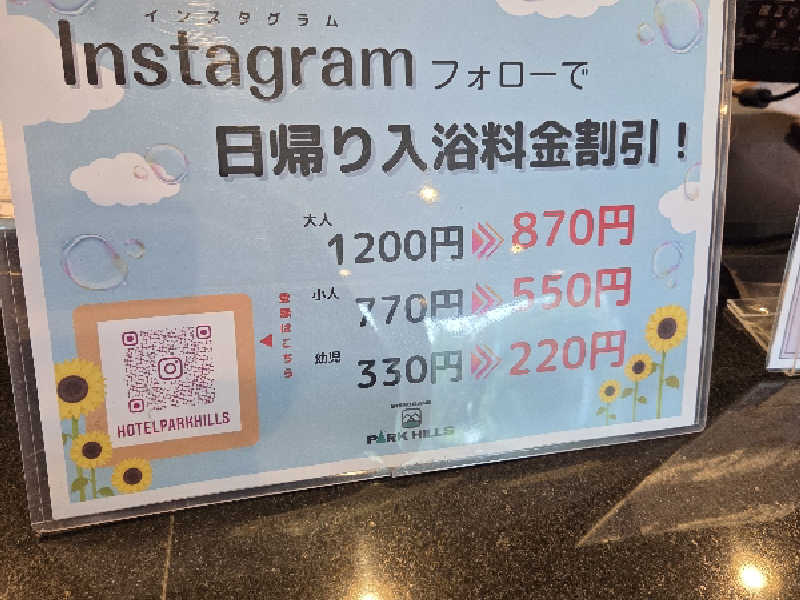 インスタグラム
Instagram フォローで
日帰り入浴料金割引！
大人 1200円 870円
小人 770円 550円
幼児 330円 220円
登録はこちら
HOTELPARKHILLS
PARK HILLS